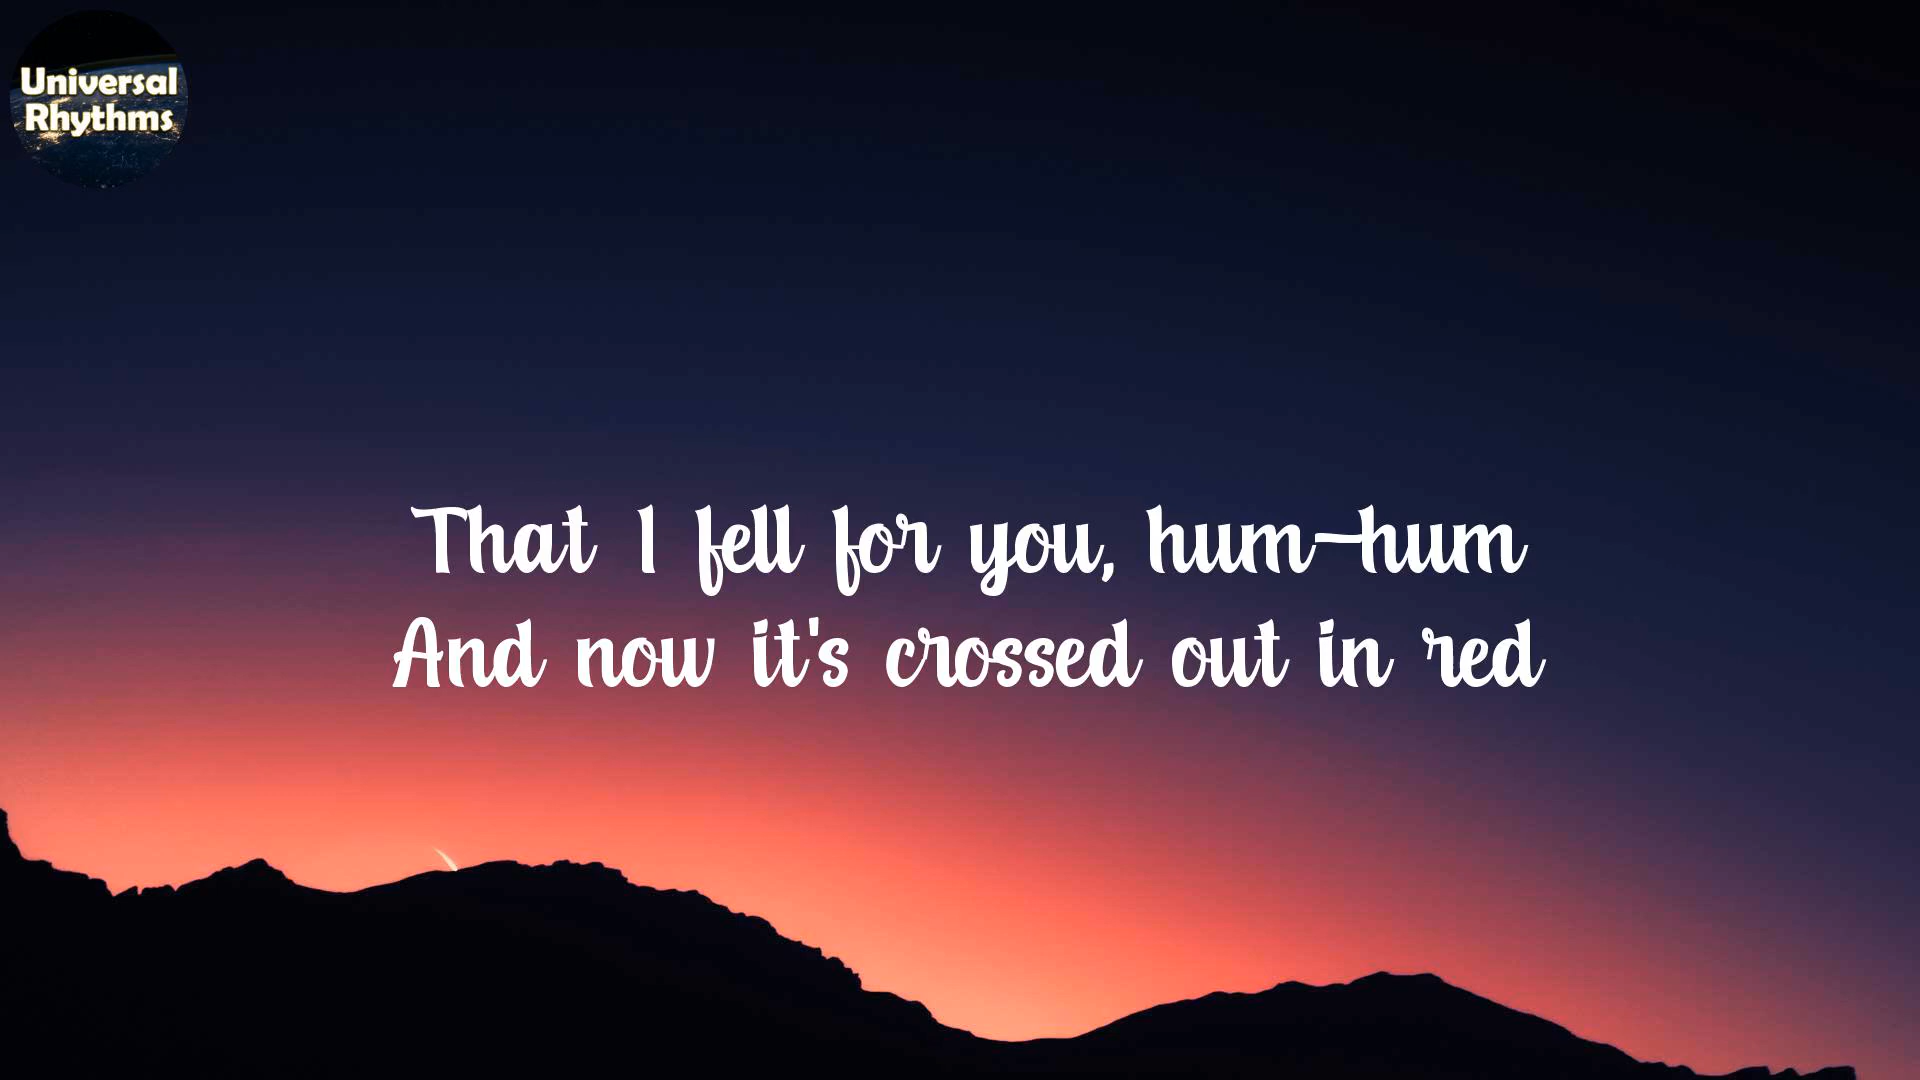 Universal
Rhythms
That I fell for you, hum-hum
And now it's crossed out in red